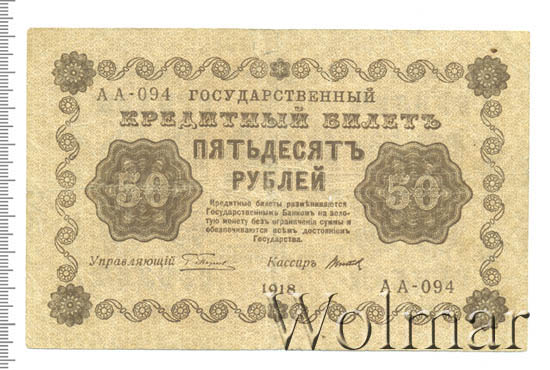 АА-094 ГОСУДАРСТВЕННЫЙ
КРЕДИТНЫЙ БИЛЕТЪ
ПЯТЬДЕСЯТЪ
РУБЛЕЙ
50 50
Кредитные билеты размѣниваются
Государственнымъ Банкомъ на золо-
тую монету безъ ограниченія суммы и
обезпечиваются всѣмъ достояніемъ
Государства.
Управляющій Кассиръ
1918 АА-094
Wolmar